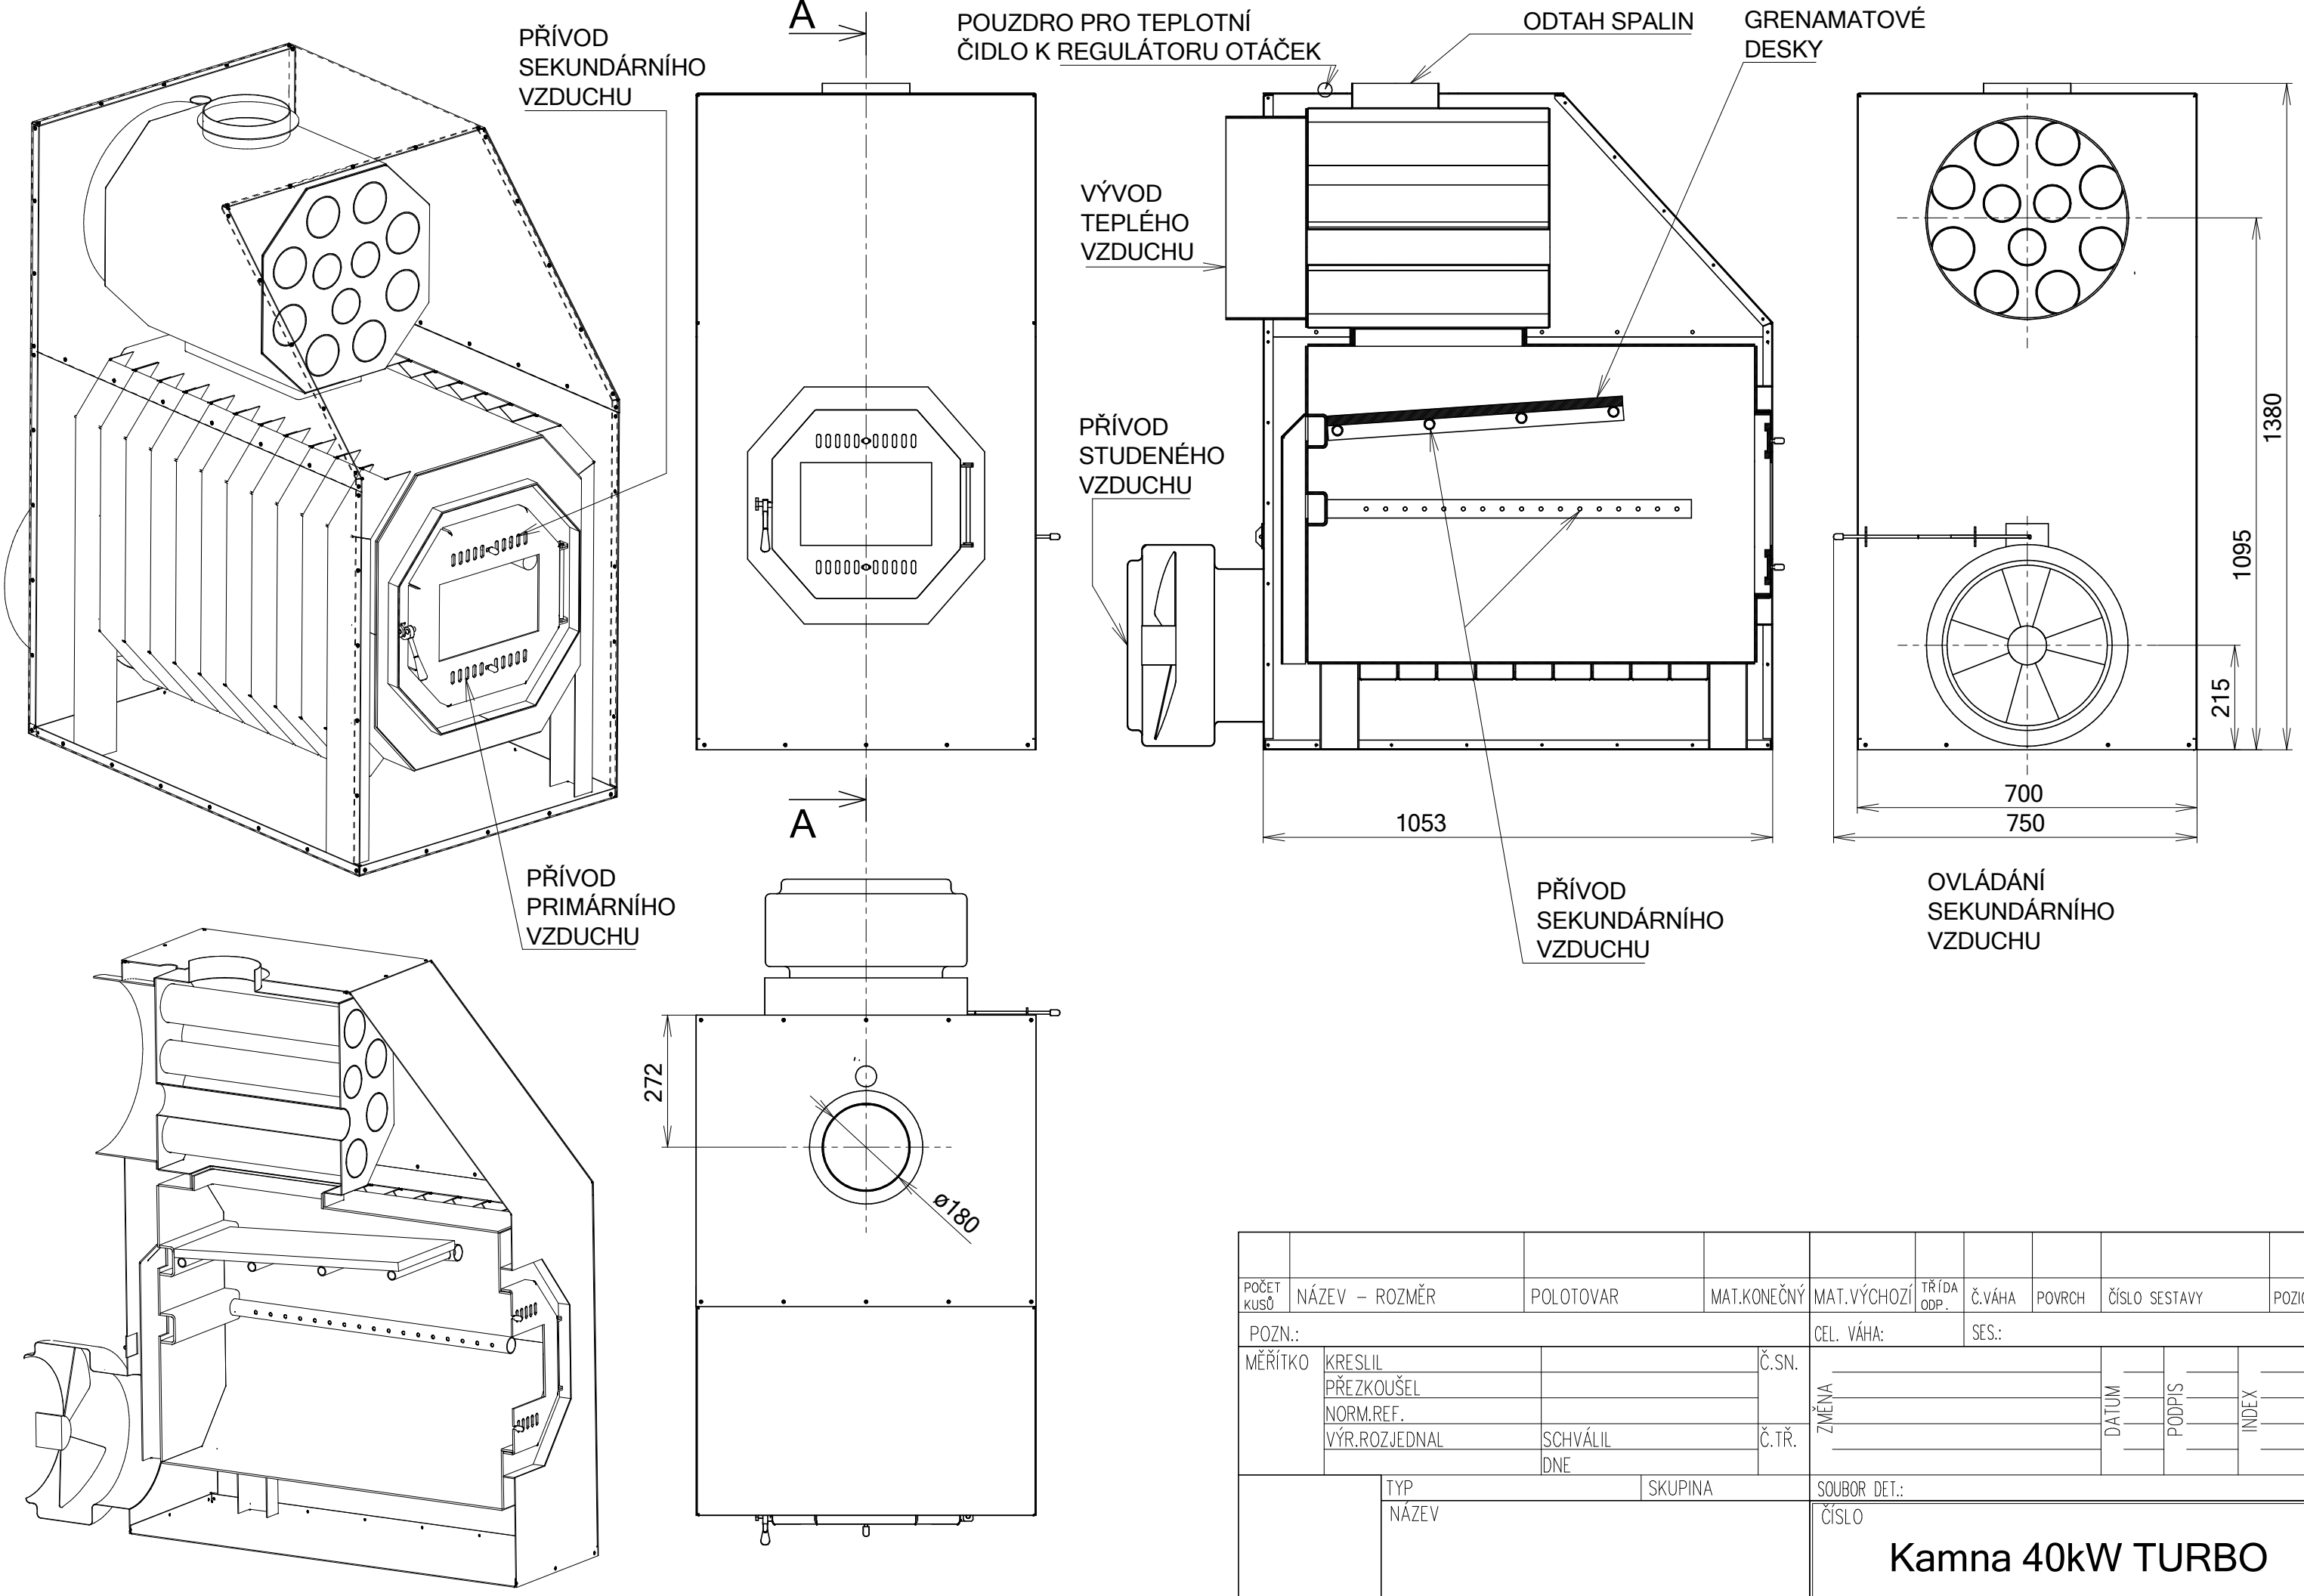 A
PŘÍVOD
SEKUNDÁRNÍHO
VZDUCHU
POUZDRO PRO TEPLOTNÍ
ČIDLO K REGULÁTORU OTÁČEK
ODTAH SPALIN
GRENAMATOVÉ
DESKY
VÝVOD
TEPLÉHO
VZDUCHU
PŘÍVOD
STUDENÉHO
VZDUCHU
1380
1095
215
700
750
1053
A
PŘÍVOD
PRIMÁRNÍHO
VZDUCHU
PŘÍVOD
SEKUNDÁRNÍHO
VZDUCHU
OVLÁDÁNÍ
SEKUNDÁRNÍHO
VZDUCHU
272
ø180
POČET
KUSŮ
NÁZEV – ROZMĚR
POLOTOVAR
MAT.KONEČNÝ
MAT.VÝCHOZÍ
TŘÍDA
ODP.
Č.VÁHA
POVRCH
ČÍSLO SESTAVY
POZN.:
CEL. VÁHA:
SES.:
MĚŘÍTKO
KRESLIL
Č.SN.
PŘEZKOUŠEL
NORM.REF.
VÝR.ROZJEDNAL
SCHVÁLIL
Č.TŘ.
DNE
ZMĚNA
DATUM
PODPIS
INDEX
TYP
SKUPINA
SOUBOR DET.:
NÁZEV
ČÍSLO
Kamna 40kW TURBO